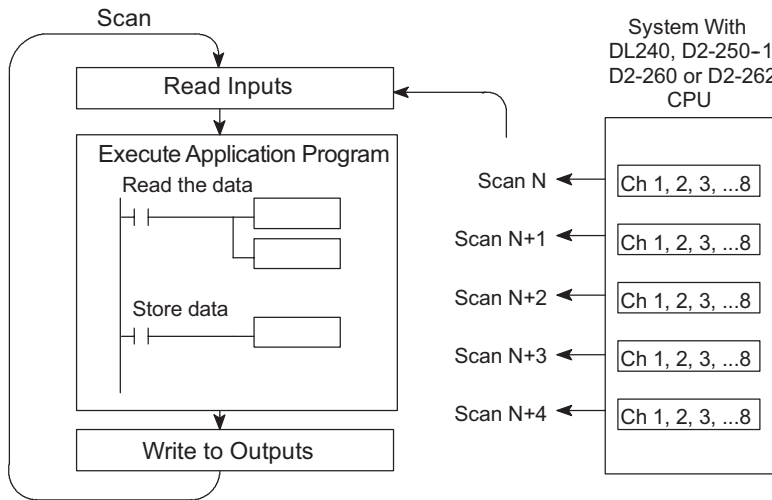 Scan
Read Inputs
Execute Application Program
Read the data
Store data
Write to Outputs
System With
DL240, D2-250-1
D2-260 or D2-262
CPU
Scan N
Ch 1, 2, 3, ...8
Scan N+1
Ch 1, 2, 3, ...8
Scan N+2
Ch 1, 2, 3, ...8
Scan N+3
Ch 1, 2, 3, ...8
Scan N+4
Ch 1, 2, 3, ...8